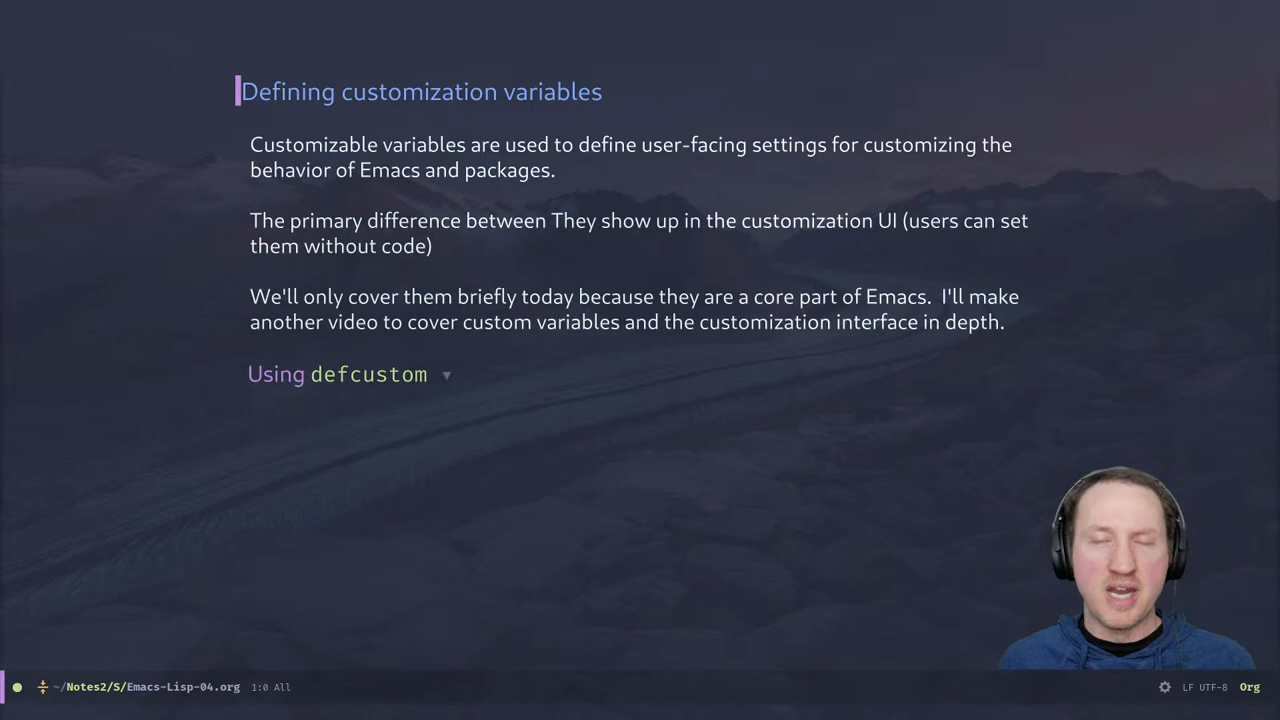 Defining customization variables
Customizable variables are used to define user-facing settings for customizing the
behavior of Emacs and packages.
The primary difference between They show up in the customization UI (users can set
them without code)
We'll only cover them briefly today because they are a core part of Emacs.  I'll make
another video to cover custom variables and the customization interface in depth.
Using defcustom ▾
~/Notes2/S/Emacs-Lisp-04.org 1:0 All LF UTF-8 Org